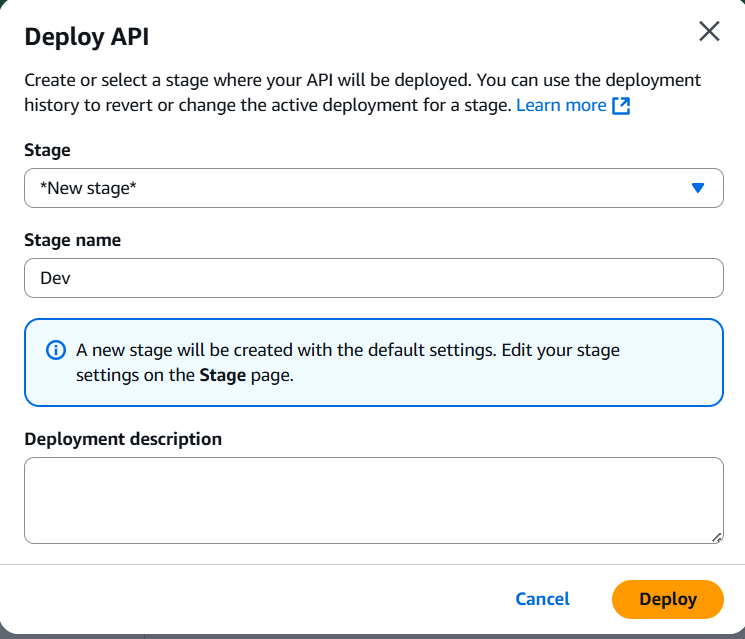 Deploy API
Create or select a stage where your API will be deployed. You can use the deployment
history to revert or change the active deployment for a stage. Learn more
Stage
*New stage*
Stage name
Dev
A new stage will be created with the default settings. Edit your stage
settings on the Stage page.
Deployment description
Cancel
Deploy